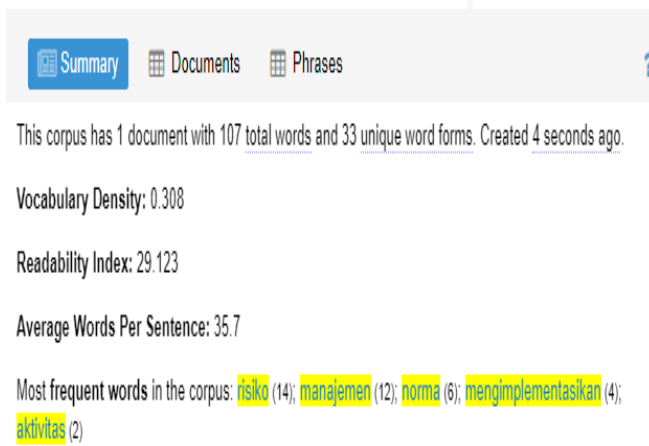 Summary Documents Phrases
This corpus has 1 document with 107 total words and 33 unique word forms. Created 4 seconds ago.
Vocabulary Density: 0.308
Readability Index: 29.123
Average Words Per Sentence: 35.7
Most frequent words in the corpus: risiko (14); manajemen (12); norma (6); mengimplementasikan (4);
aktivitas (2)